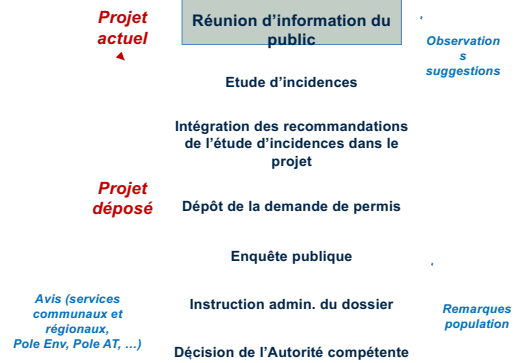 Projet
actuel
Réunion d’information du
public
Observation
s
suggestions
Etude d’incidences
Intégration des recommandations
de l’étude d’incidences dans le
projet
Projet
déposé
Dépôt de la demande de permis
Enquête publique
Avis (services
communaux et
régionaux,
Pole Env, Pole AT, …)
Instruction admin. du dossier
Remarques
population
Décision de l’Autorité compétente